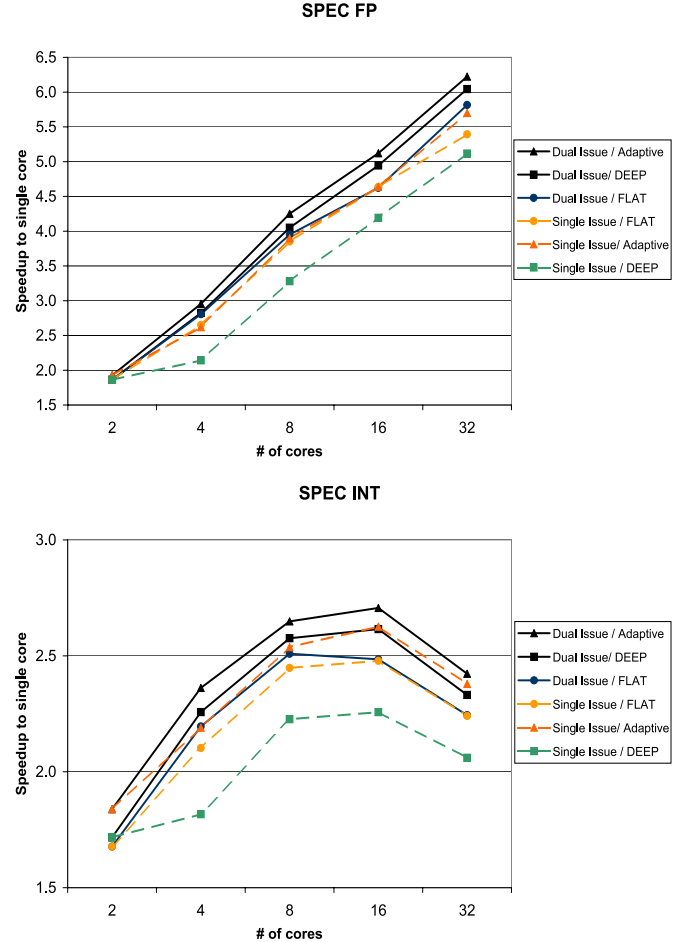 SPEC FP
Speedup to single core
6.5
6.0
5.5
5.0
4.5
4.0
3.5
3.0
2.5
2.0
1.5
2 4 8 16 32
# of cores
Dual Issue / Adaptive
Dual Issue/ DEEP
Dual Issue / FLAT
Single Issue / FLAT
Single Issue/ Adaptive
Single Issue / DEEP
SPEC INT
Speedup to single core
3.0
2.5
2.0
1.5
2 4 8 16 32
# of cores
Dual Issue / Adaptive
Dual Issue/ DEEP
Dual Issue / FLAT
Single Issue / FLAT
Single Issue/ Adaptive
Single Issue / DEEP